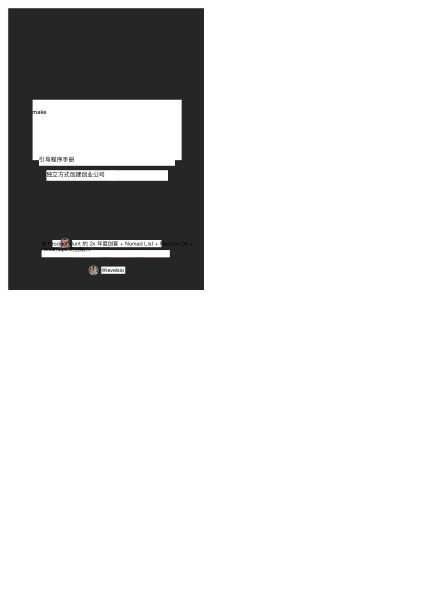 make
引导程序手册
独立方式创建创业公司
Product Hunt 的 2x 年度创客 + Nomad List + Remote OK +
@levelsio